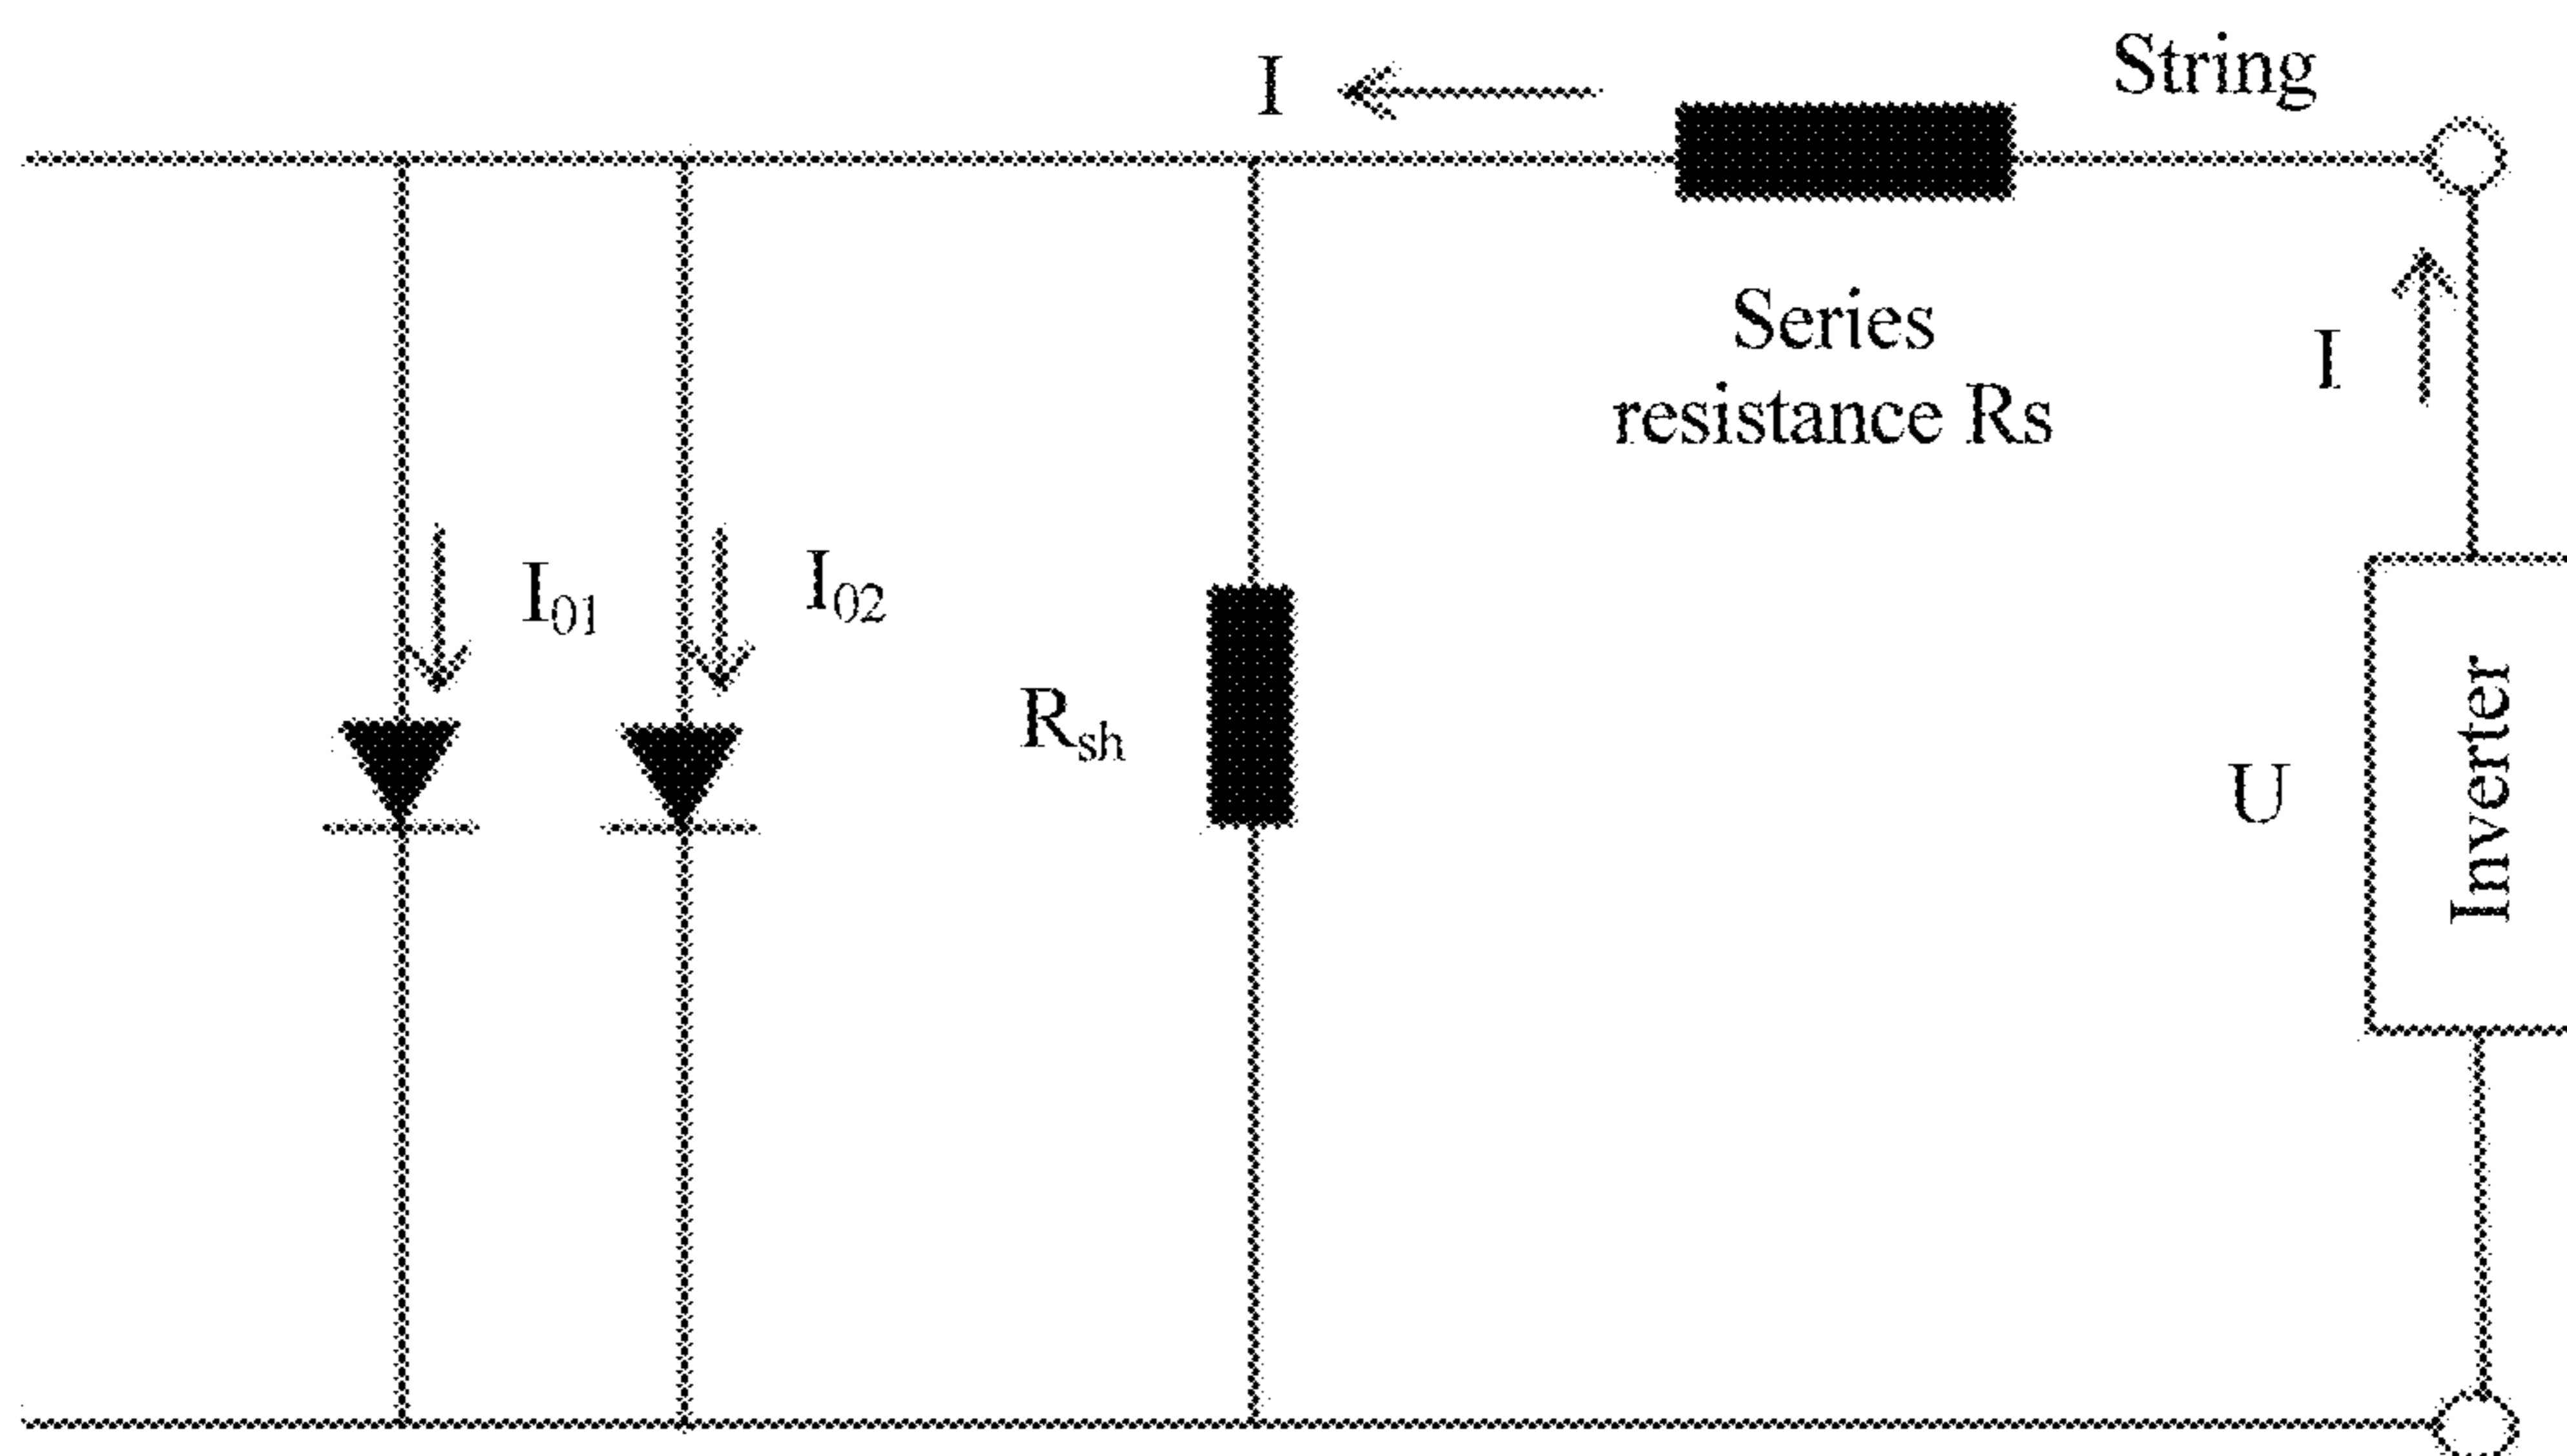 String
I
Series
resistance Rs
I
I₀₁
I₀₂
Rₛₕ
U
Inverter